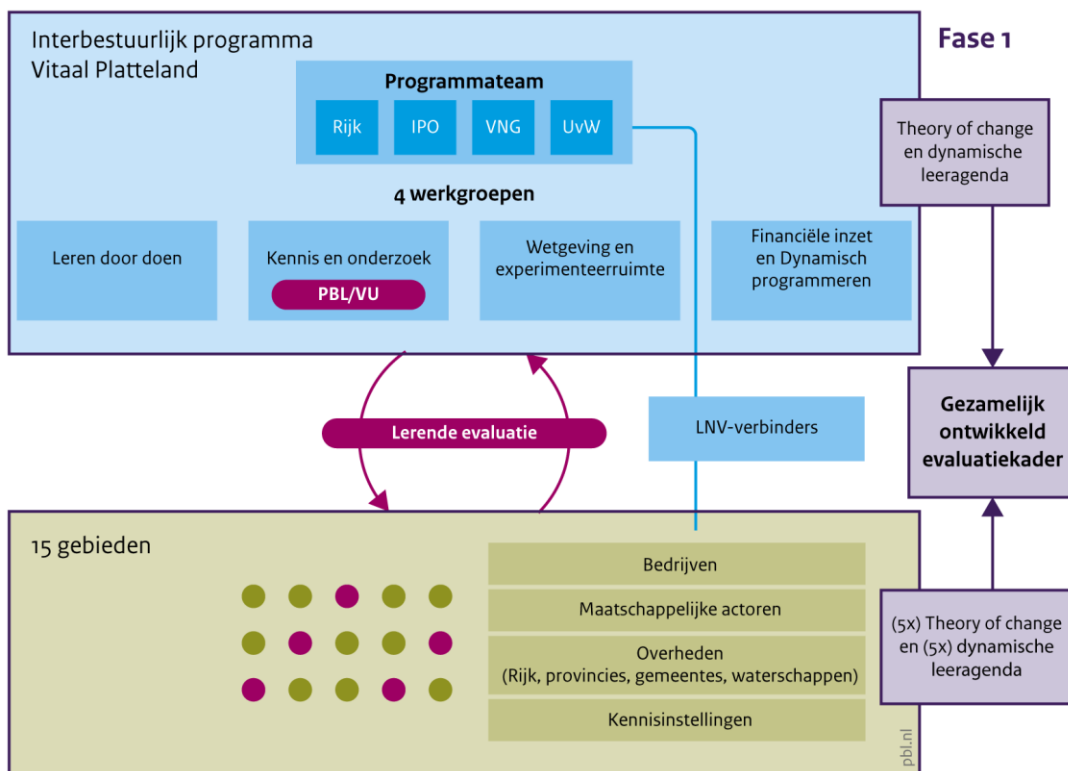 Interbestuurlijk programma
Vitaal Platteland
Fase 1
Programmateam
Rijk
IPO
VNG
UvW
Theory of change
en dynamische
leeragenda
4 werkgroepen
Leren door doen
Kennis en onderzoek
PBL/VU
Wetgeving en
experimenteerruimte
Financiële inzet
en Dynamisch
programmeren
Lerende evaluatie
LNV-verbinders
Gezamelijk
ontwikkeld
evaluatiekader
15 gebieden
Bedrijven
Maatschappelijke actoren
Overheden
(Rijk, provincies, gemeentes, waterschappen)
Kennisinstellingen
(5x) Theory of change
en (5x) dynamische
leeragenda
pbl.nl